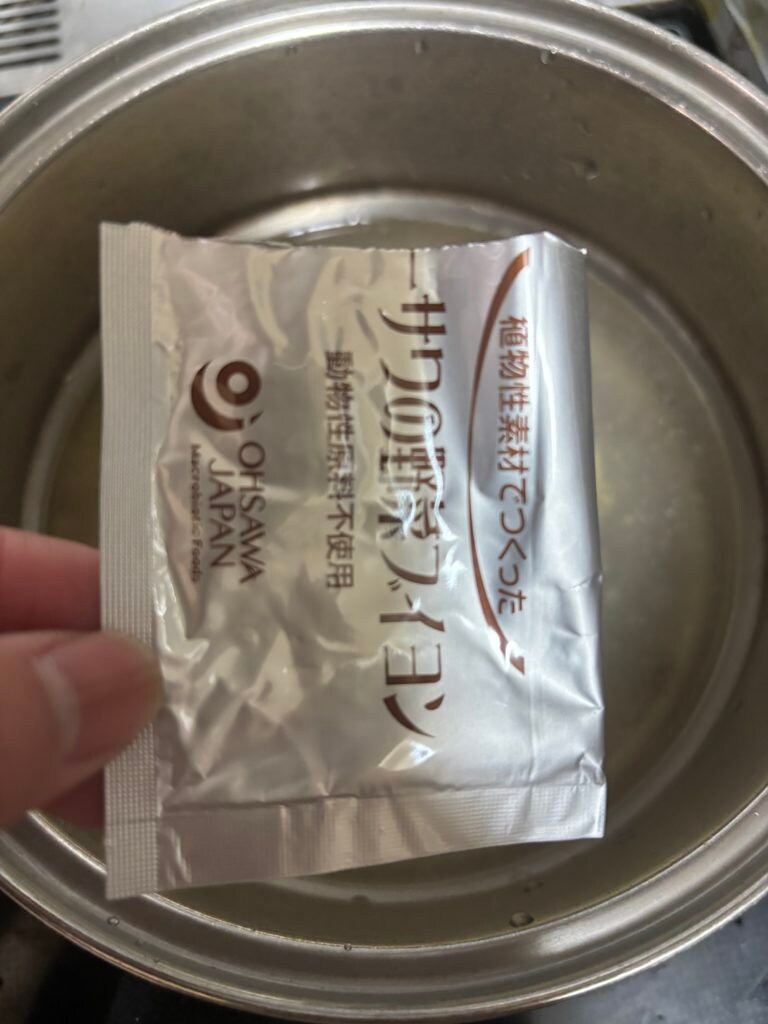 植物性素材でつくった
ーサワの野菜ブイヨン
動物性原料不使用
OHSAWA
JAPAN
Macrobiotic Foods